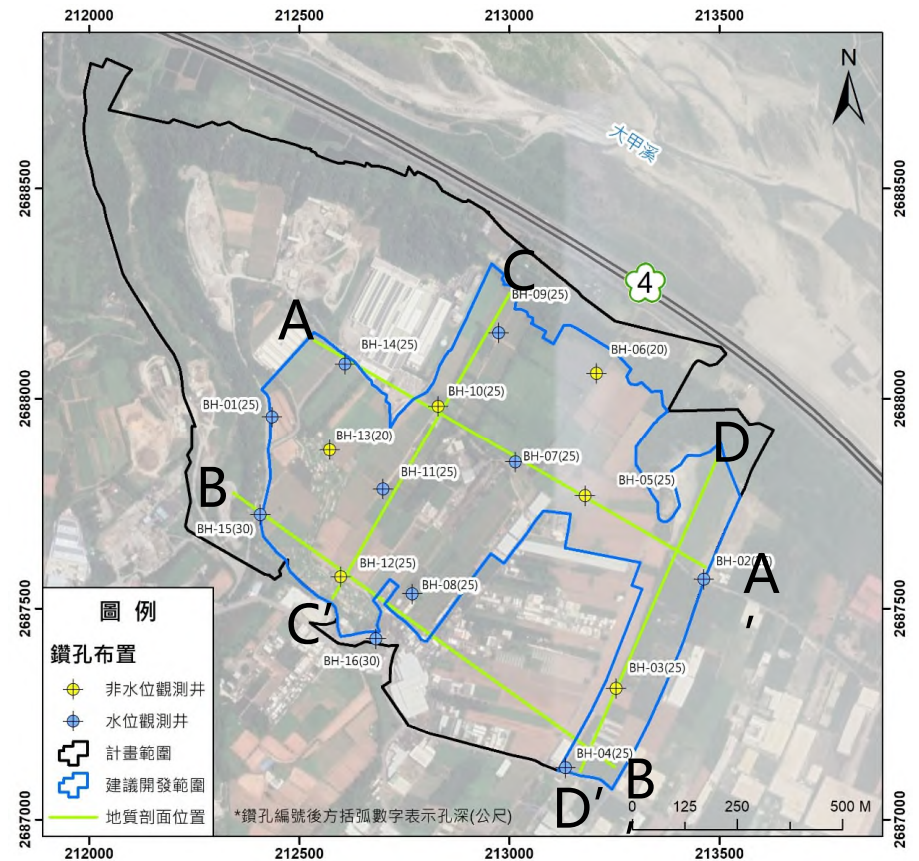 212000 212500 213000 213500
N
大甲溪
2688500 2688500
4
C
BH-09(25)
A
BH-14(25)
BH-06(20)
2688000 2688000
BH-10(25)
BH-01(25)
BH-13(20)
D
BH-07(25)
BH-11(25)
BH-05(25)
B
BH-15(30)
BH-12(25)
BH-02(25)
A'
BH-08(25)
2687500 2687500
C'
BH-16(30)
BH-03(25)
BH-04(25)
B'
D'
圖 例
鑽孔布置
非水位觀測井
水位觀測井
計畫範圍
建議開發範圍
地質剖面位置
*鑽孔編號後方括弧數字表示孔深(公尺)
0 125 250 500 M
2687000 2687000
212000 212500 213000 213500